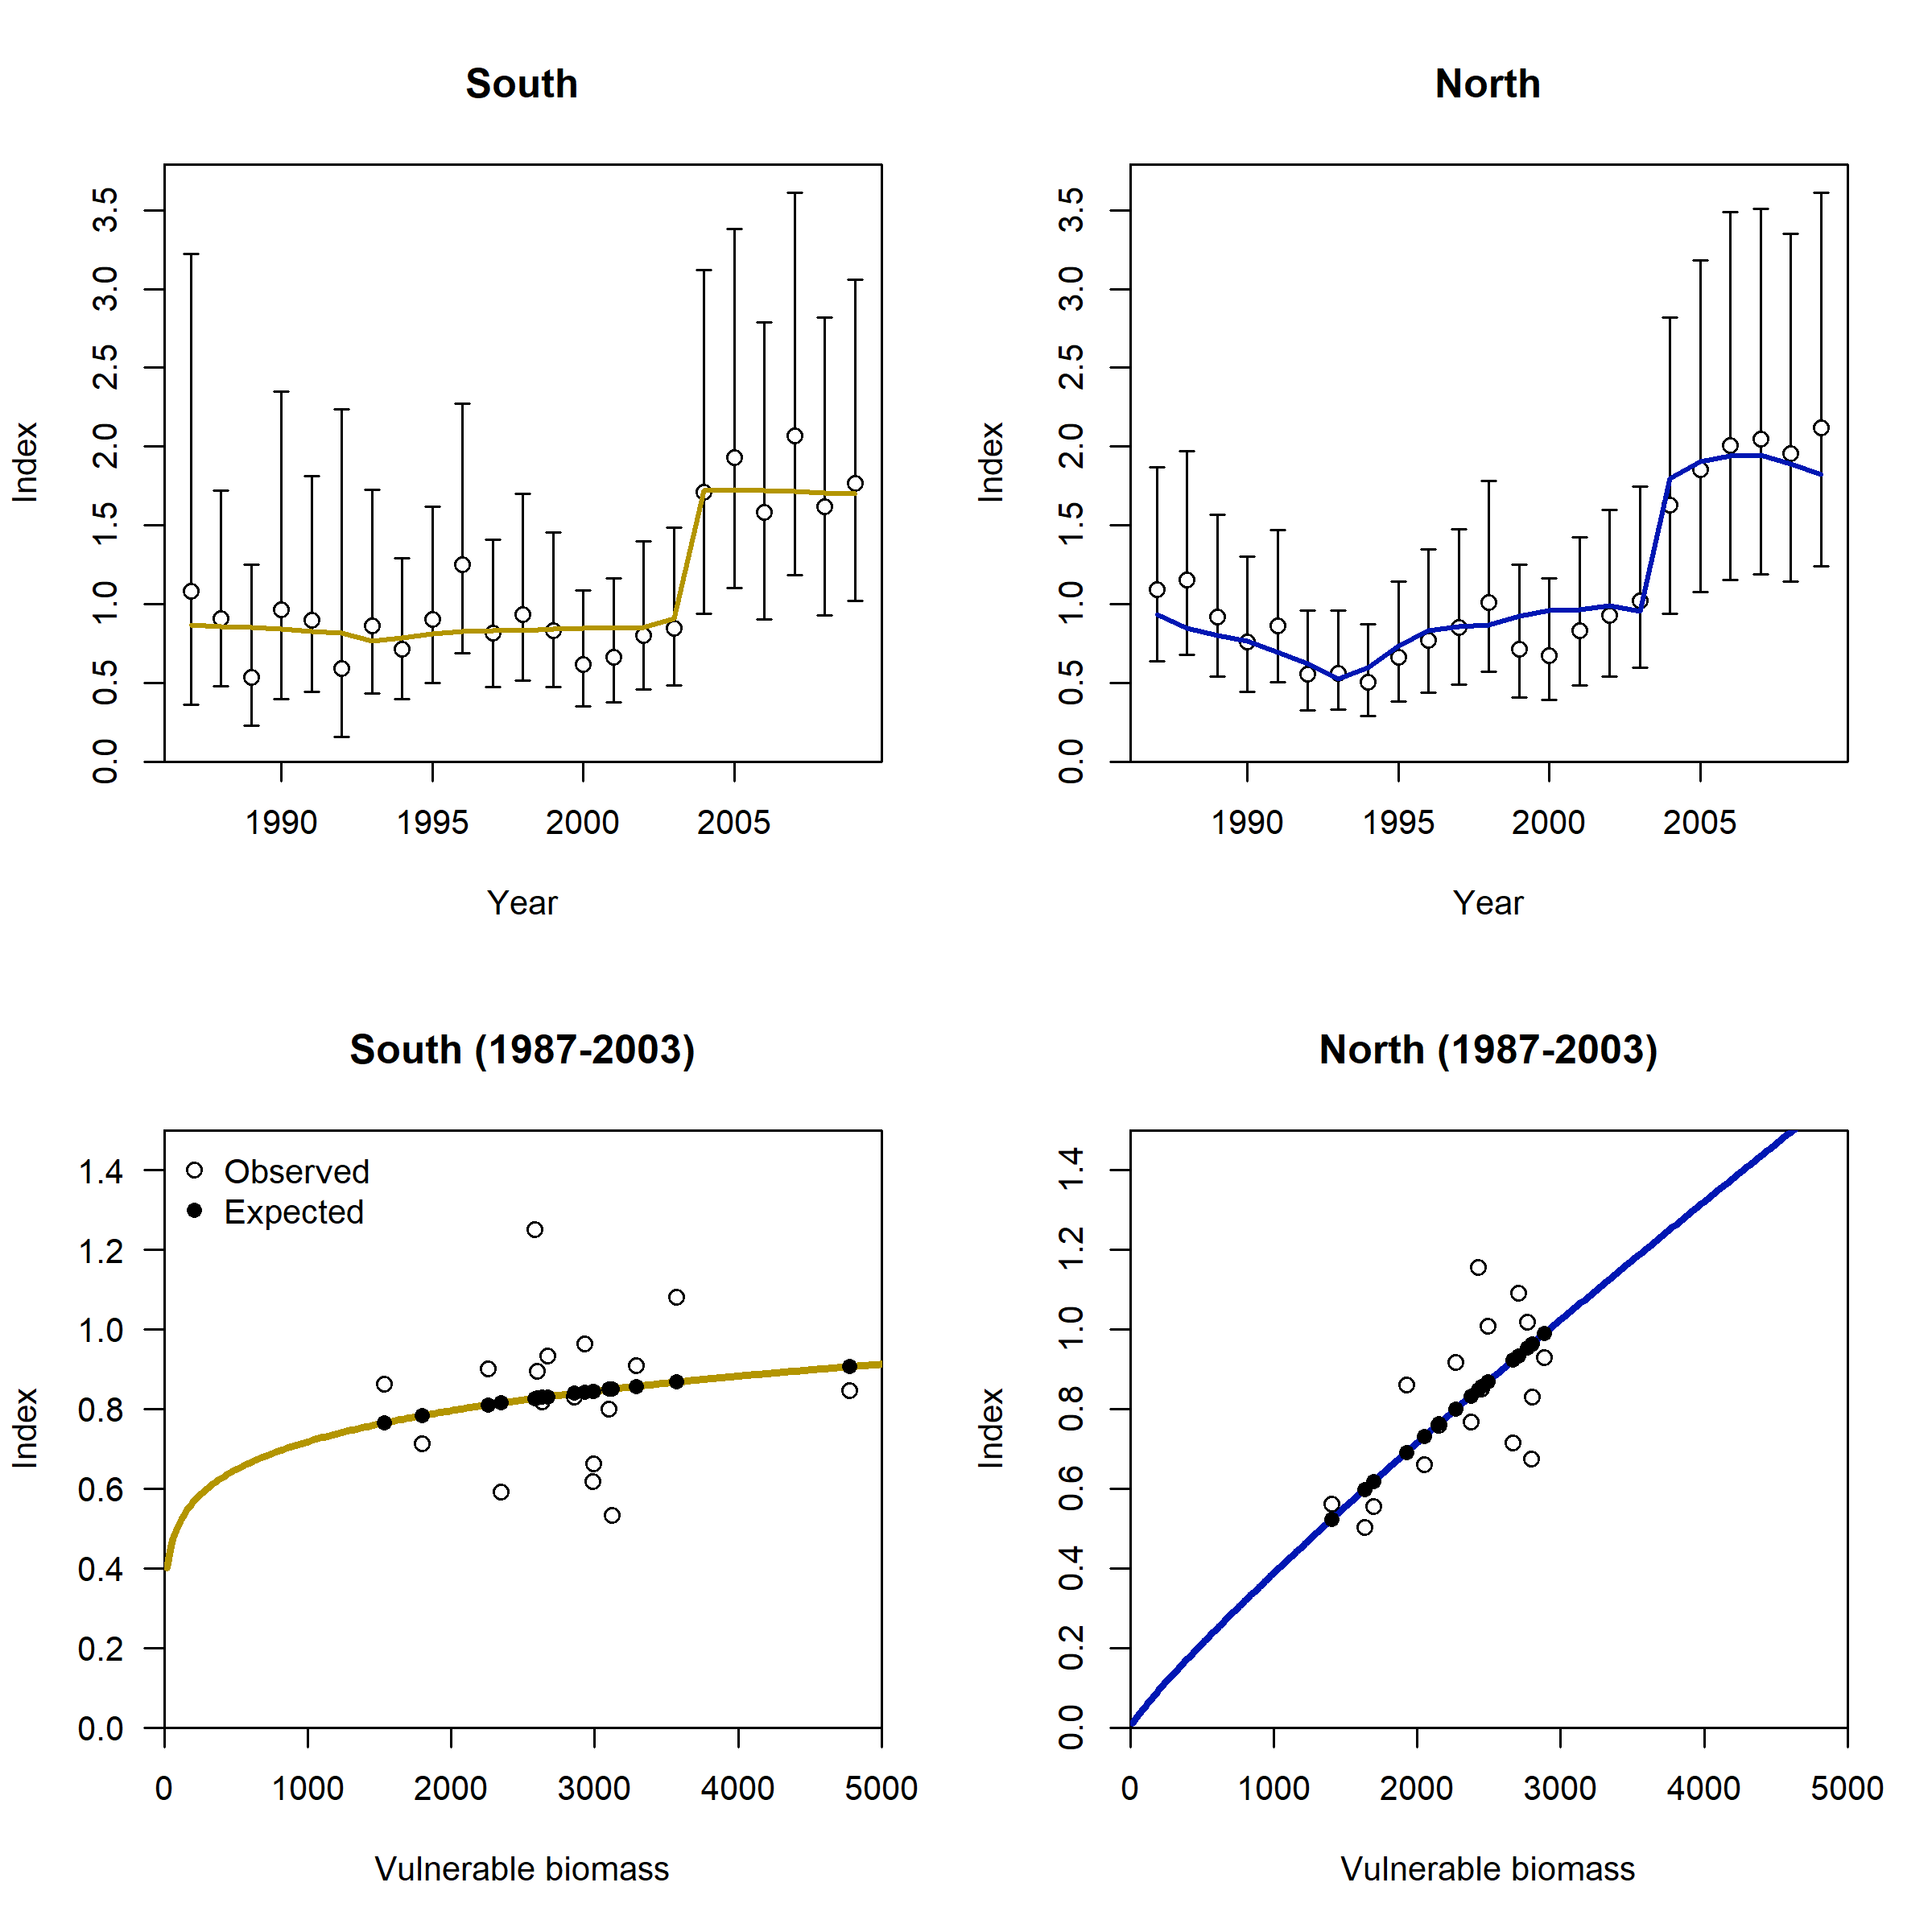 South
3.5
3.0
2.5
2.0
1.5
1.0
0.5
0.0
Index
1990 1995 2000 2005
Year
North
3.5
3.0
2.5
2.0
1.5
1.0
0.5
0.0
Index
1990 1995 2000 2005
Year
South (1987-2003)
Observed
Expected
1.4
1.2
1.0
0.8
0.6
0.4
0.2
0.0
Index
0 1000 2000 3000 4000 5000
Vulnerable biomass
North (1987-2003)
1.4
1.2
1.0
0.8
0.6
0.4
0.2
0.0
Index
0 1000 2000 3000 4000 5000
Vulnerable biomass